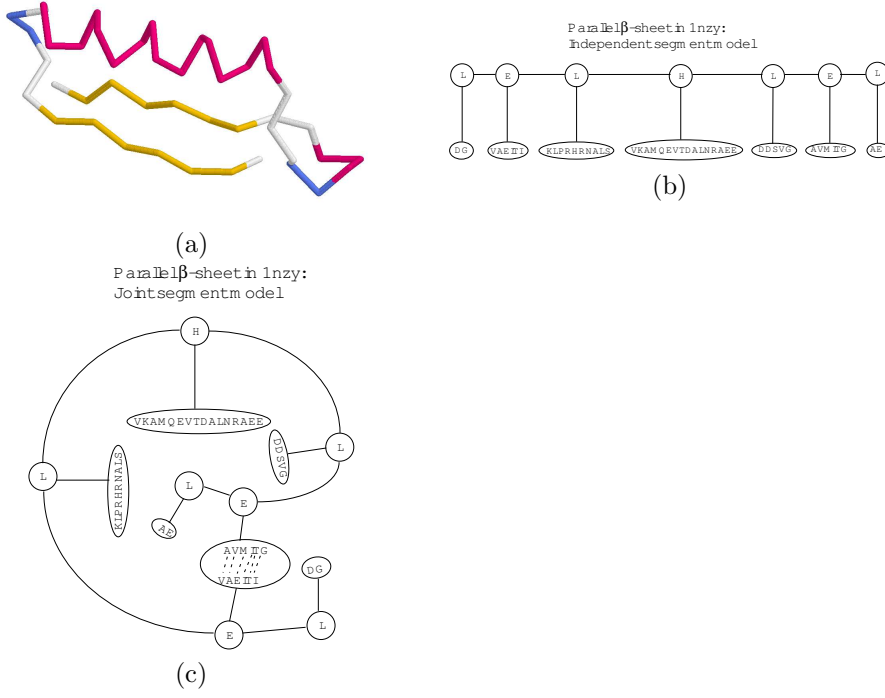 (a)
Parallel β-sheet in 1nzy:
Independent segment model
L E L H L E L
DG VAEITI KLPRHRNALS VKAMQEVTDALNRAEE DDSVG AVMITG AE
(b)
Parallel β-sheet in 1nzy:
Joint segment model
H
VKAMQEVTDALNRAEE
DDSVG
L
L
KLPRHRNALS
L
E
AE
AVMITG
VAEITI
DG
E
L
(c)